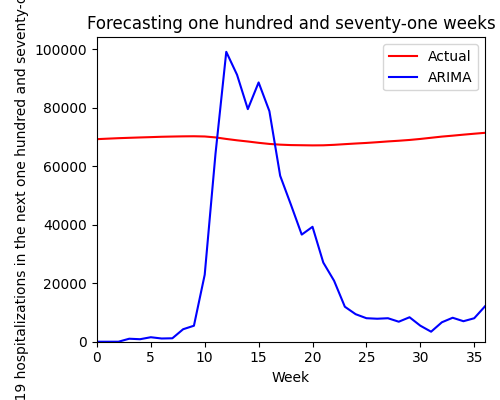 Forecasting one hundred and seventy-one weeks
Actual
ARIMA
19 hospitalizations in the next one hundred and seventy-
100000
80000
60000
40000
20000
0
0 5 10 15 20 25 30 35
Week